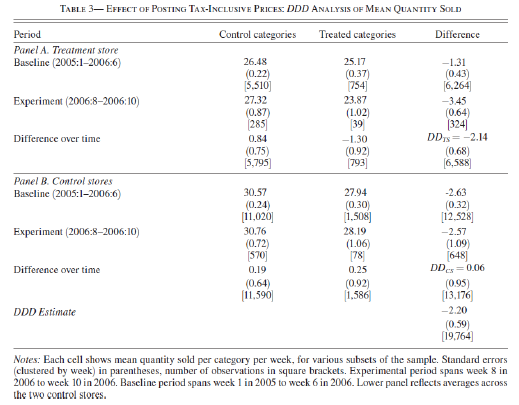 TABLE 3— EFFECT OF POSTING TAX-INCLUSIVE PRICES: DDD ANALYSIS OF MEAN QUANTITY SOLD
Period Control categories Treated categories Difference
Panel A. Treatment store
Baseline (2005:1–2006:6) 26.48 25.17 −1.31
(0.22) (0.37) (0.43)
[5,510] [754] [6,264]
Experiment (2006:8–2006:10) 27.32 23.87 −3.45
(0.87) (1.02) (0.64)
[285] [39] [324]
Difference over time 0.84 −1.30 DD_TS = −2.14
(0.75) (0.92) (0.68)
[5,795] [793] [6,588]
Panel B. Control stores
Baseline (2005:1–2006:6) 30.57 27.94 -2.63
(0.24) (0.30) (0.32)
[11,020] [1,508] [12,528]
Experiment (2006:8–2006:10) 30.76 28.19 −2.57
(0.72) (1.06) (1.09)
[570] [78] [648]
Difference over time 0.19 0.25 DD_CS = 0.06
(0.64) (0.92) (0.95)
[11,590] [1,586] [13,176]
DDD Estimate −2.20
(0.59)
[19,764]
Notes: Each cell shows mean quantity sold per category per week, for various subsets of the sample. Standard errors
(clustered by week) in parentheses, number of observations in square brackets. Experimental period spans week 8 in
2006 to week 10 in 2006. Baseline period spans week 1 in 2005 to week 6 in 2006. Lower panel reflects averages across
the two control stores.